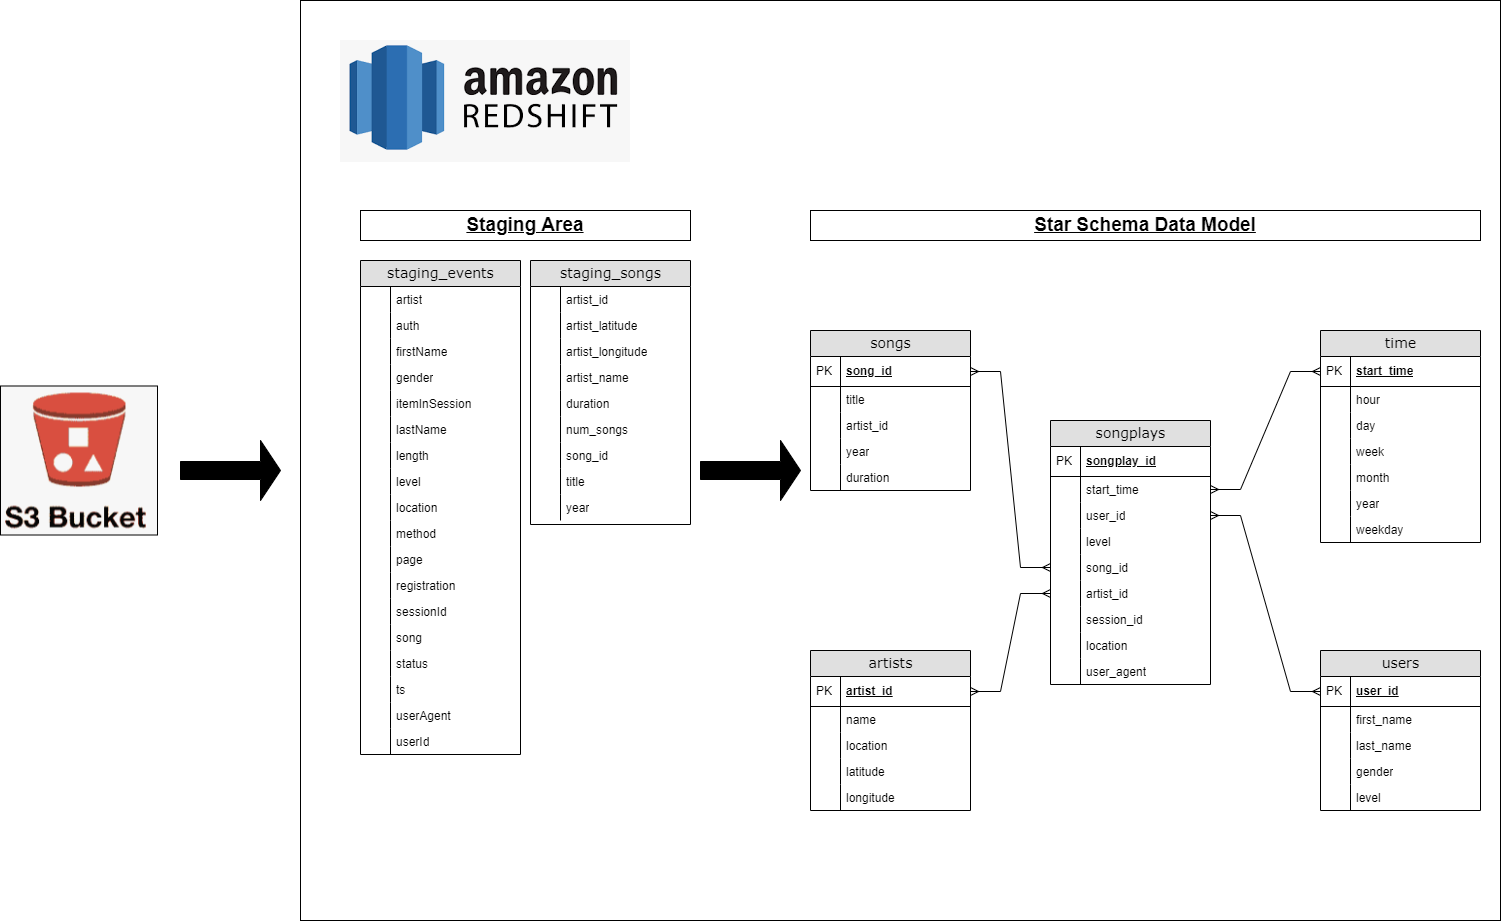 amazon
REDSHIFT
S3 Bucket
Staging Area
staging_events
artist
auth
firstName
gender
itemInSession
lastName
length
level
location
method
page
registration
sessionId
song
status
ts
userAgent
userId
staging_songs
artist_id
artist_latitude
artist_longitude
artist_name
duration
num_songs
song_id
title
year
Star Schema Data Model
songs
PK song_id
title
artist_id
year
duration
artists
PK artist_id
name
location
latitude
longitude
songplays
PK songplay_id
start_time
user_id
level
song_id
artist_id
session_id
location
user_agent
time
PK start_time
hour
day
week
month
year
weekday
users
PK user_id
first_name
last_name
gender
level